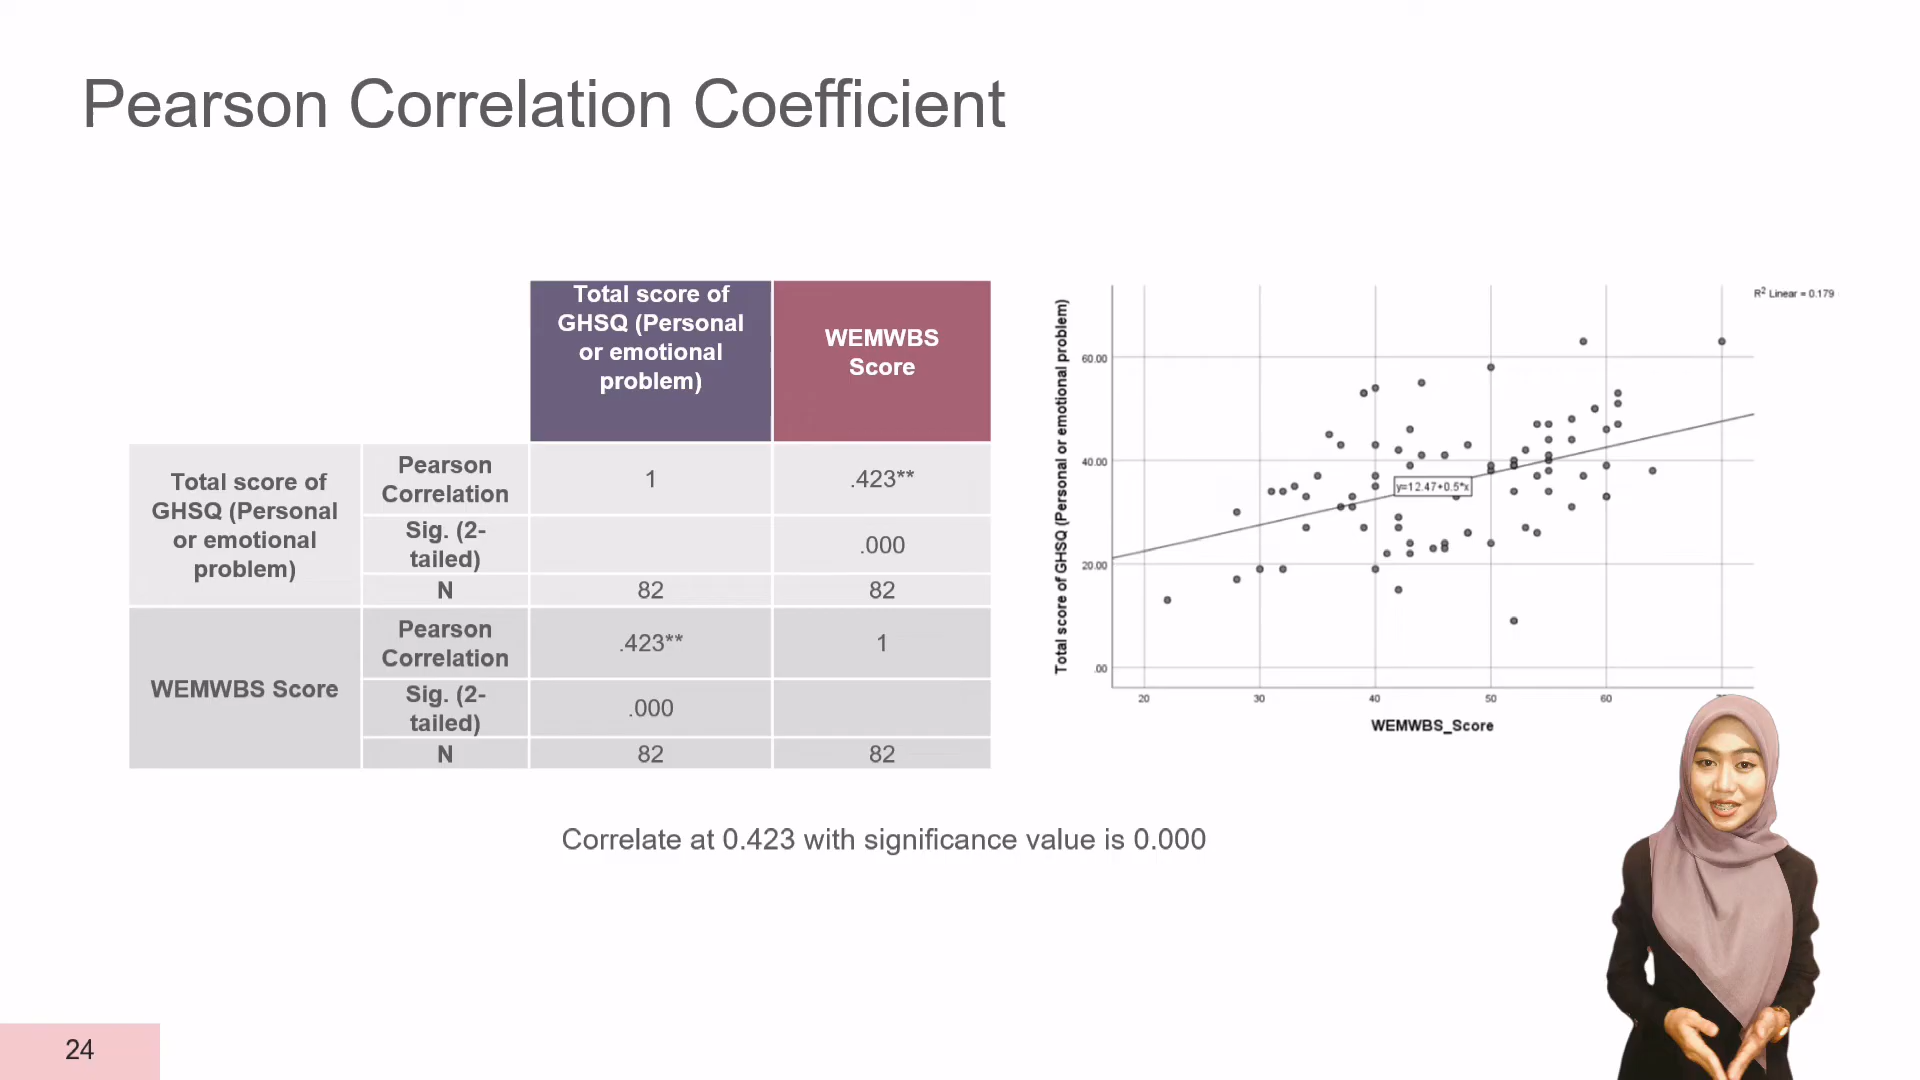 Pearson Correlation Coefficient
Total score of
GHSQ (Personal
or emotional
problem)
WEMWBS
Score
Total score of
GHSQ (Personal
or emotional
problem)
Pearson
Correlation
1
.423**
Sig. (2-
tailed)
.000
N
82
82
WEMWBS Score
Pearson
Correlation
.423**
1
Sig. (2-
tailed)
.000
N
82
82
Total score of GHSQ (Personal or emotional problem)
R2 Linear = 0.179
60.00
40.00
20.00
.00
y=12.47+0.5*x
20
30
40
50
60
WEMWBS_Score
Correlate at 0.423 with significance value is 0.000
24